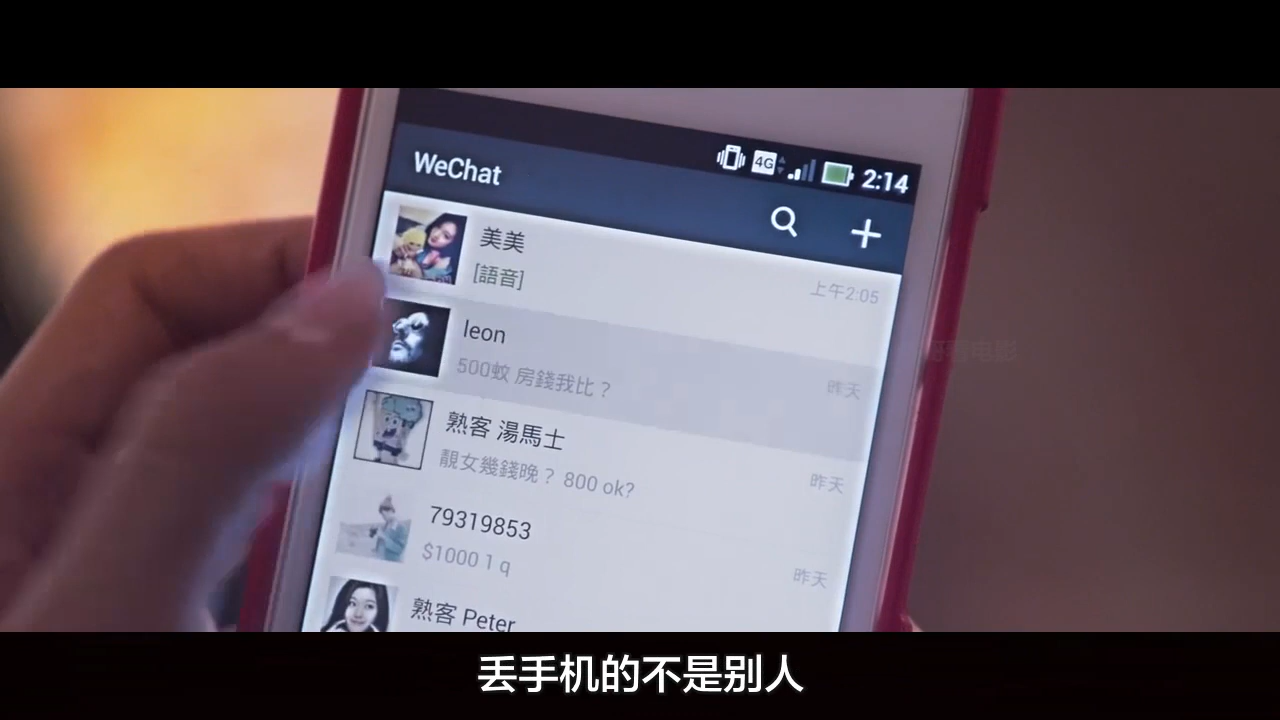 4G
2:14
WeChat
美美
上午2:05
[語音]
leon
昨天
500蚊 房錢我比？
熟客 湯馬士
昨天
靚女幾錢晚？ 800 ok?
79319853
昨天
$1000 1 q
熟客 Peter
丢手机的不是别人